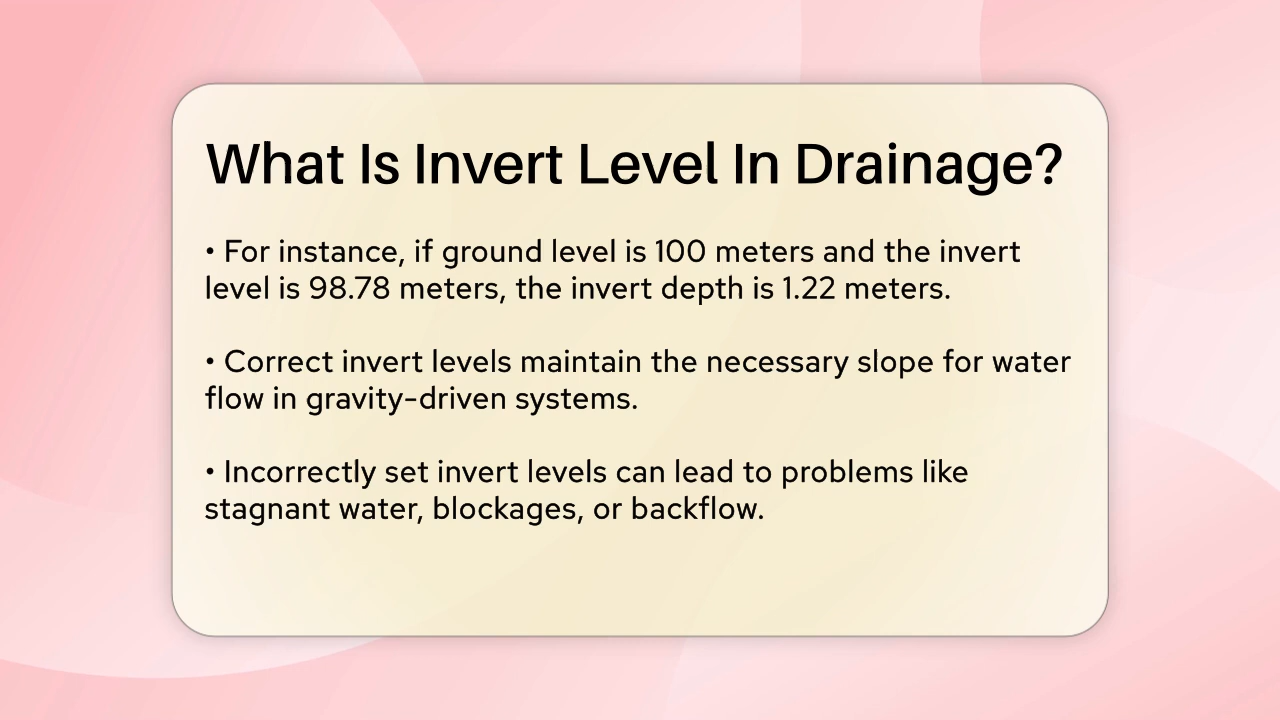 What Is Invert Level In Drainage?
• For instance, if ground level is 100 meters and the invert
level is 98.78 meters, the invert depth is 1.22 meters.
• Correct invert levels maintain the necessary slope for water
flow in gravity-driven systems.
• Incorrectly set invert levels can lead to problems like
stagnant water, blockages, or backflow.